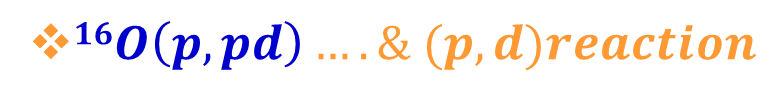 ❖¹⁶O(p,pd) ... . & (p,d)reaction